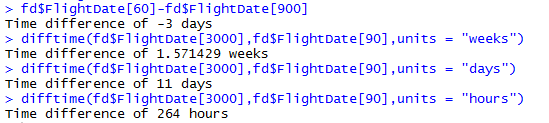 > fd$FlightDate[60]-fd$FlightDate[900]
Time difference of -3 days
> difftime(fd$FlightDate[3000],fd$FlightDate[90],units = "weeks")
Time difference of 1.571429 weeks
> difftime(fd$FlightDate[3000],fd$FlightDate[90],units = "days")
Time difference of 11 days
> difftime(fd$FlightDate[3000],fd$FlightDate[90],units = "hours")
Time difference of 264 hours